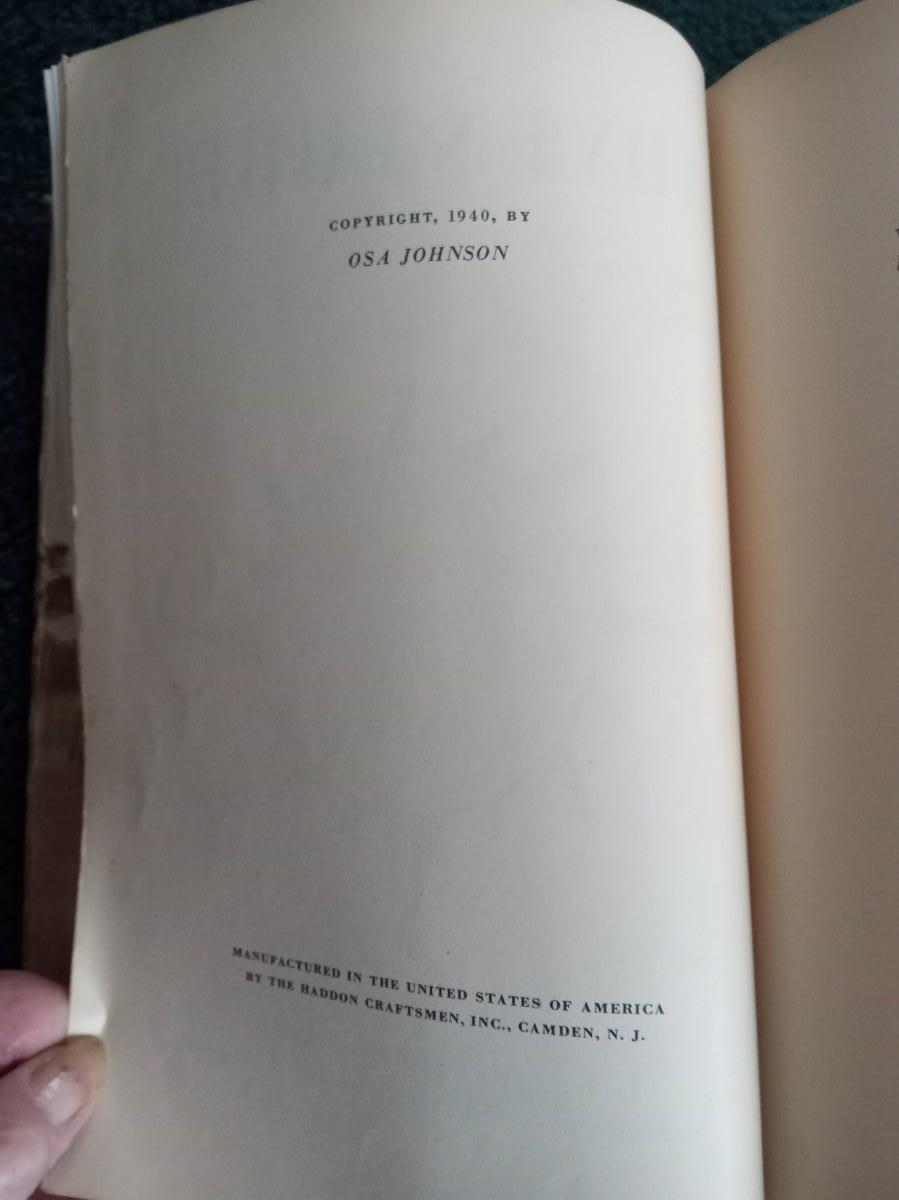 COPYRIGHT, 1940, BY
OSA JOHNSON
MANUFACTURED IN THE UNITED STATES OF AMERICA
BY THE HADDON CRAFTSMEN, INC., CAMDEN, N. J.